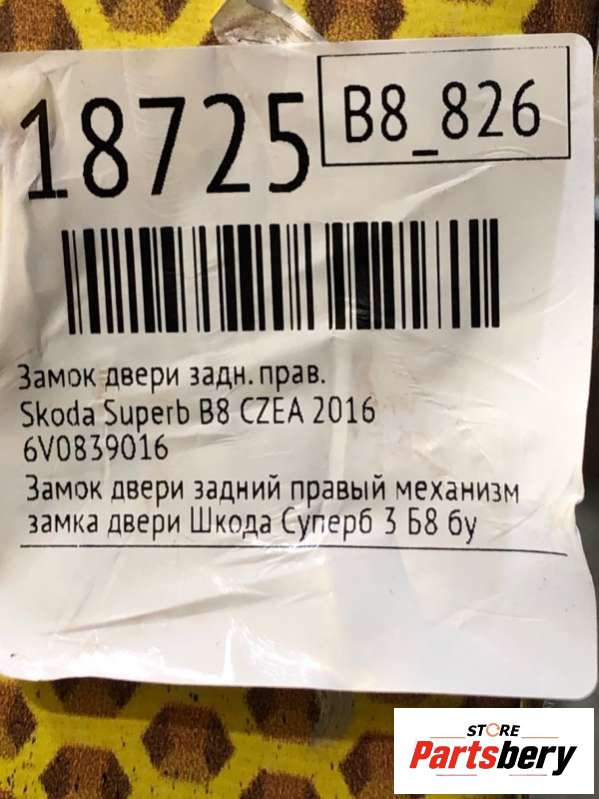 18725
B8_826
Замок двери задн. прав.
Skoda Superb B8 CZEA 2016
6V0839016
Замок двери задний правый механизм
замка двери Шкода Суперб 3 Б8 бу
STORE
Partsbery